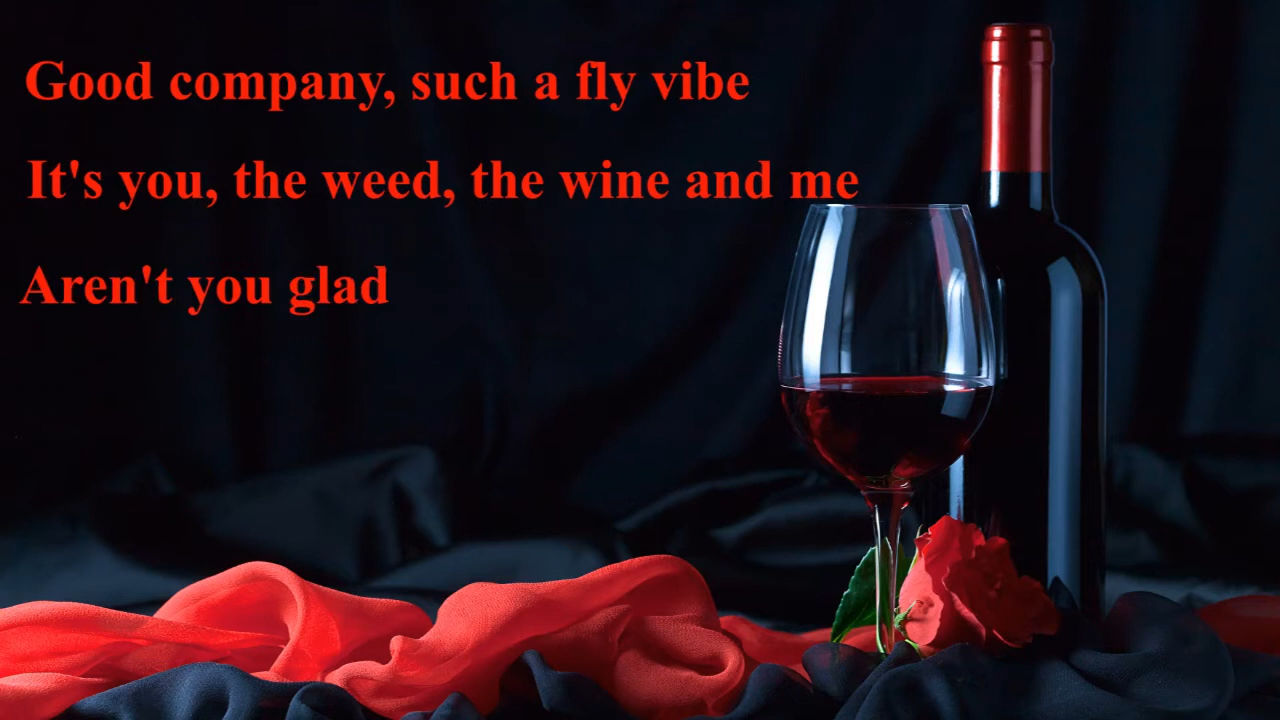 Good company, such a fly vibe
It's you, the weed, the wine and me
Aren't you glad